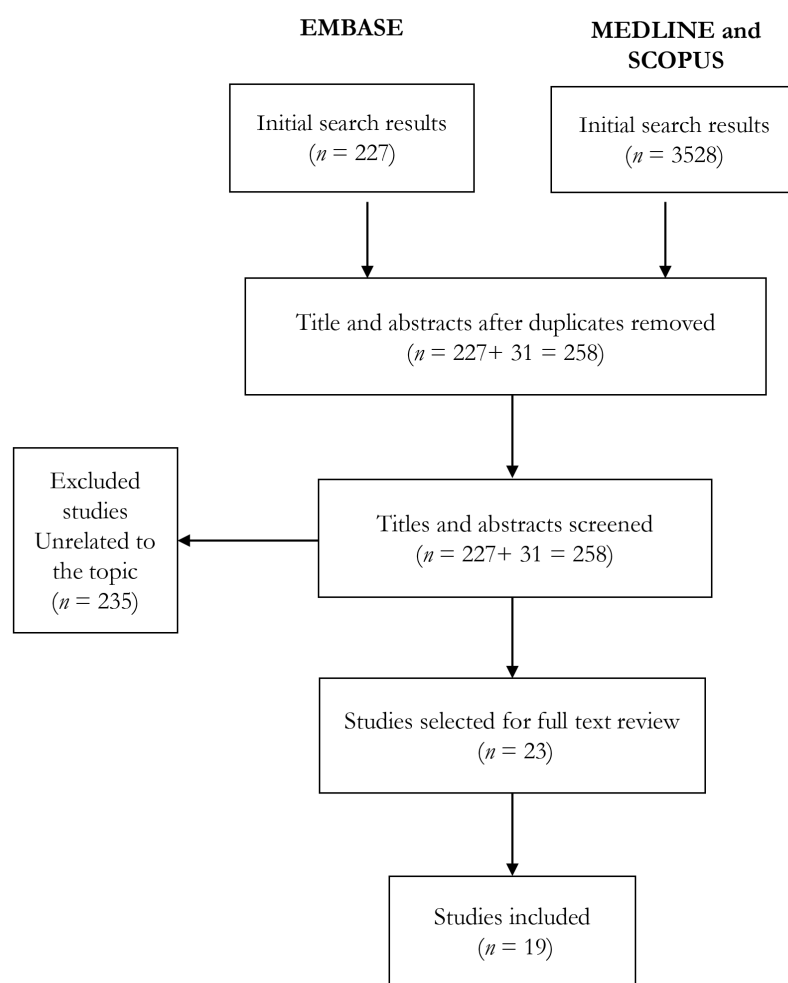 EMBASE
MEDLINE and
SCOPUS
Initial search results
(n = 227)
Initial search results
(n = 3528)
Title and abstracts after duplicates removed
(n = 227+ 31 = 258)
Excluded
studies
Unrelated to
the topic
(n = 235)
Titles and abstracts screened
(n = 227+ 31 = 258)
Studies selected for full text review
(n = 23)
Studies included
(n = 19)